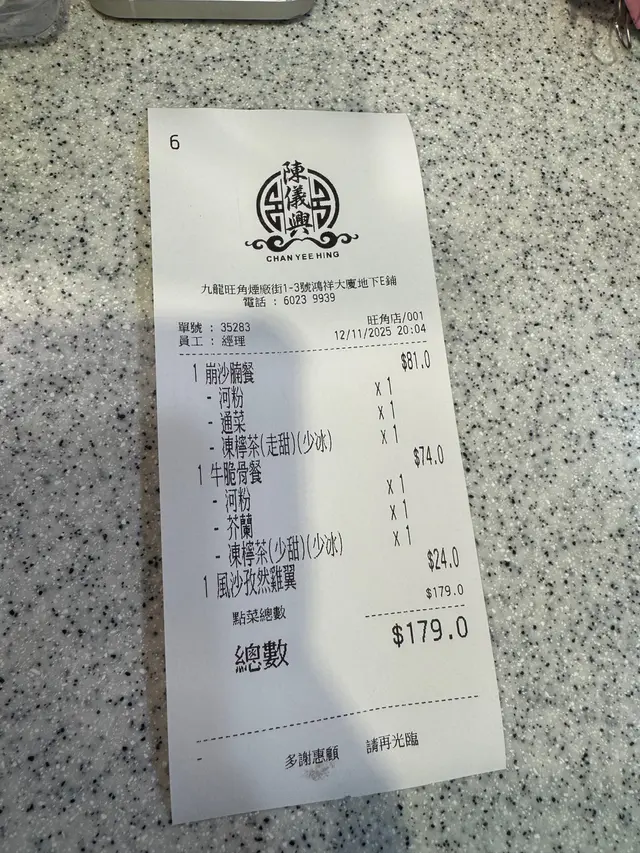 6
陳儀興
CHAN YEE HING
九龍旺角煙廠街1-3號鴻祥大廈地下E鋪
電話 : 6023 9939
單號 : 35283 旺角店/001
員工 : 經理 12/11/2025 20:04
1 崩沙腩餐 $81.0
- 河粉 x 1
- 通菜 x 1
- 凍檸茶(走甜)(少冰) x 1
1 牛脆骨餐 $74.0
- 河粉 x 1
- 芥蘭 x 1
- 凍檸茶(少甜)(少冰) x 1
1 風沙孜然雞翼 $24.0
點菜總數 $179.0
總數 $179.0
-
多謝惠顧 請再光臨